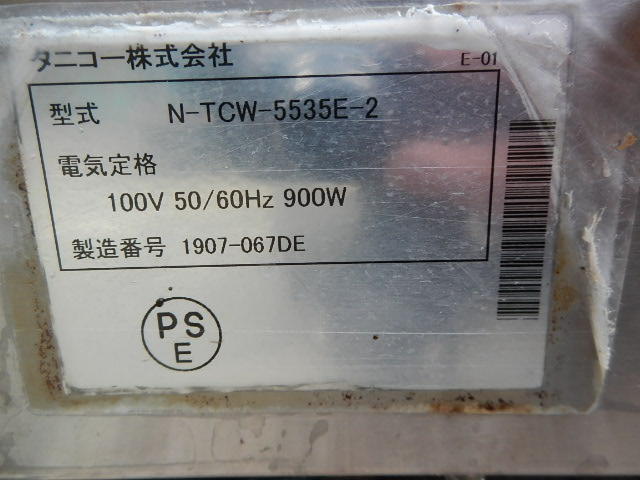 タニコー株式会社
E-01
型式 N-TCW-5535E-2
電気定格
100V 50/60Hz 900W
製造番号 1907-067DE
PS
E